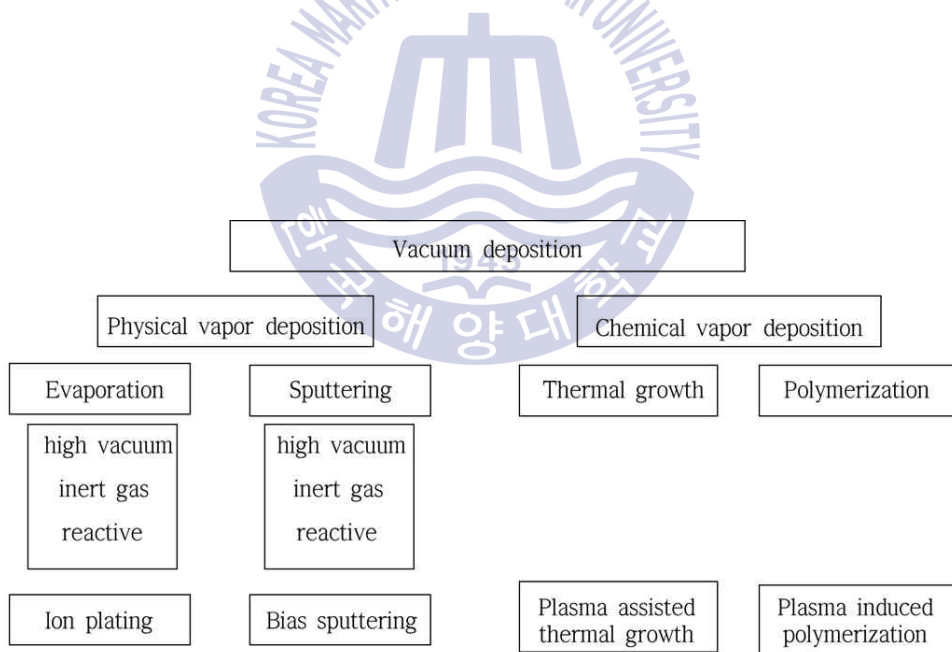 KOREA MARITIME AND OCEAN UNIVERSITY
Vacuum deposition
1945
한국해양대학교
Physical vapor deposition
Chemical vapor deposition
Evaporation
Sputtering
Thermal growth
Polymerization
high vacuum
inert gas
reactive
high vacuum
inert gas
reactive
Ion plating
Bias sputtering
Plasma assisted
thermal growth
Plasma induced
polymerization